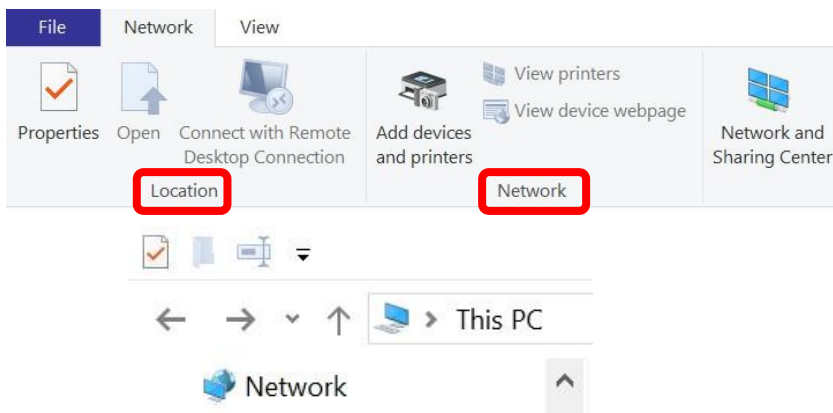 File Network View
View printers
View device webpage
Properties Open Connect with Remote Desktop Connection
Add devices and printers
Network and Sharing Center
Location Network
This PC
Network